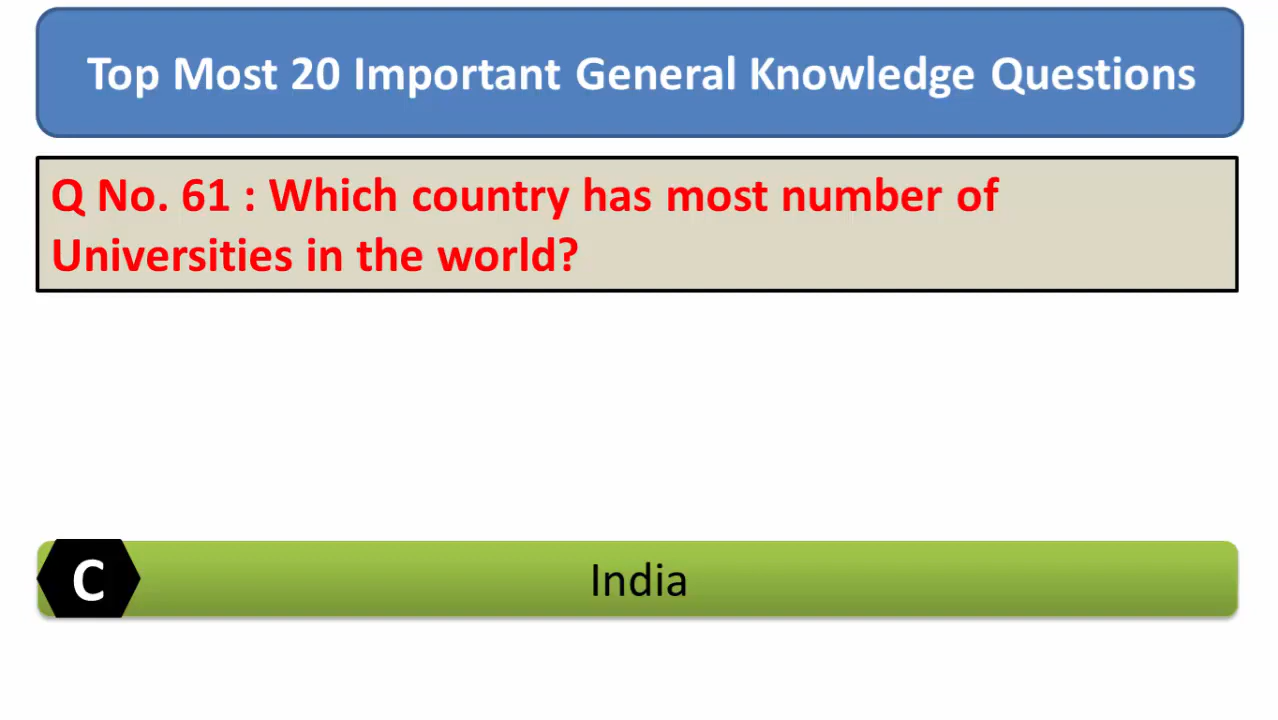 Top Most 20 Important General Knowledge Questions
Q No. 61 : Which country has most number of
Universities in the world?
C India